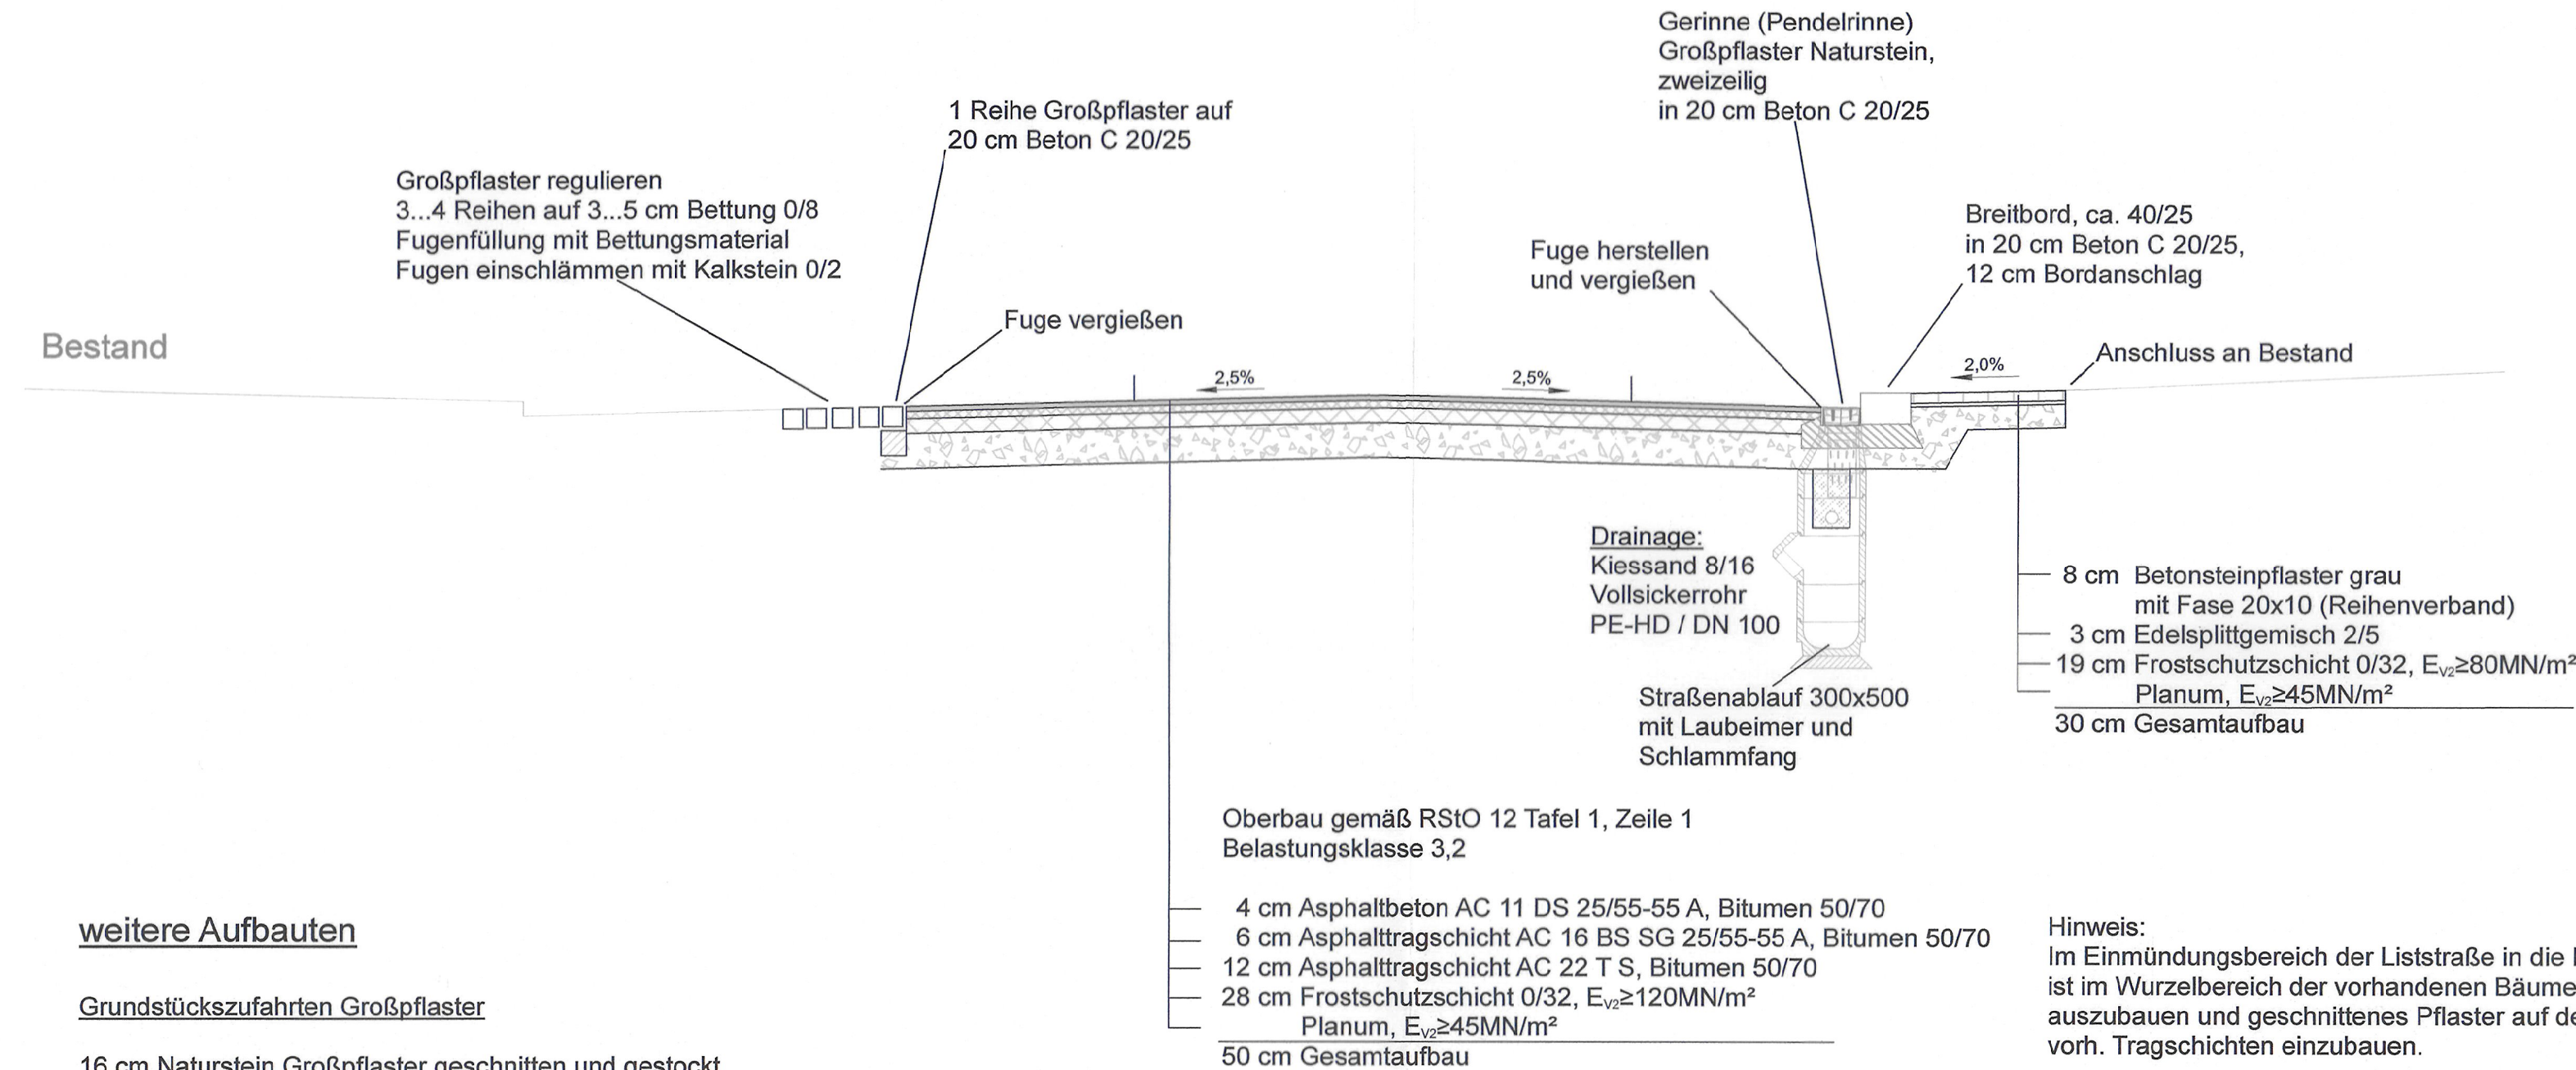 Gerinne (Pendelrinne)
Großpflaster Naturstein,
zweizeilig
in 20 cm Beton C 20/25
1 Reihe Großpflaster auf
20 cm Beton C 20/25
Großpflaster regulieren
3...4 Reihen auf 3...5 cm Bettung 0/8
Fugenfüllung mit Bettungsmaterial
Fugen einschlämmen mit Kalkstein 0/2
Breitbord, ca. 40/25
in 20 cm Beton C 20/25,
12 cm Bordanschlag
Fuge herstellen
und vergießen
Fuge vergießen
Bestand
Anschluss an Bestand
2,5%
2,5%
2,0%
Drainage:
Kiessand 8/16
Vollsickerrohr
PE-HD / DN 100
Straßenablauf 300x500
mit Laubeimer und
Schlammfang
8 cm Betonsteinpflaster grau
mit Fase 20x10 (Reihenverband)
3 cm Edelsplittgemisch 2/5
19 cm Frostschutzschicht 0/32, Ev2≥80MN/m²
Planum, Ev2≥45MN/m²
30 cm Gesamtaufbau
Oberbau gemäß RStO 12 Tafel 1, Zeile 1
Belastungsklasse 3,2
4 cm Asphaltbeton AC 11 DS 25/55-55 A, Bitumen 50/70
6 cm Asphalttragschicht AC 16 BS SG 25/55-55 A, Bitumen 50/70
12 cm Asphalttragschicht AC 22 T S, Bitumen 50/70
28 cm Frostschutzschicht 0/32, Ev2≥120MN/m²
Planum, Ev2≥45MN/m²
50 cm Gesamtaufbau
weitere Aufbauten
Grundstückszufahrten Großpflaster
16 cm Naturstein Großpflaster geschnitten und gestockt
Hinweis:
Im Einmündungsbereich der Liststraße in die
ist im Wurzelbereich der vorhandenen Bäume
auszubauen und geschnittenes Pflaster auf
vorh. Tragschichten einzubauen.